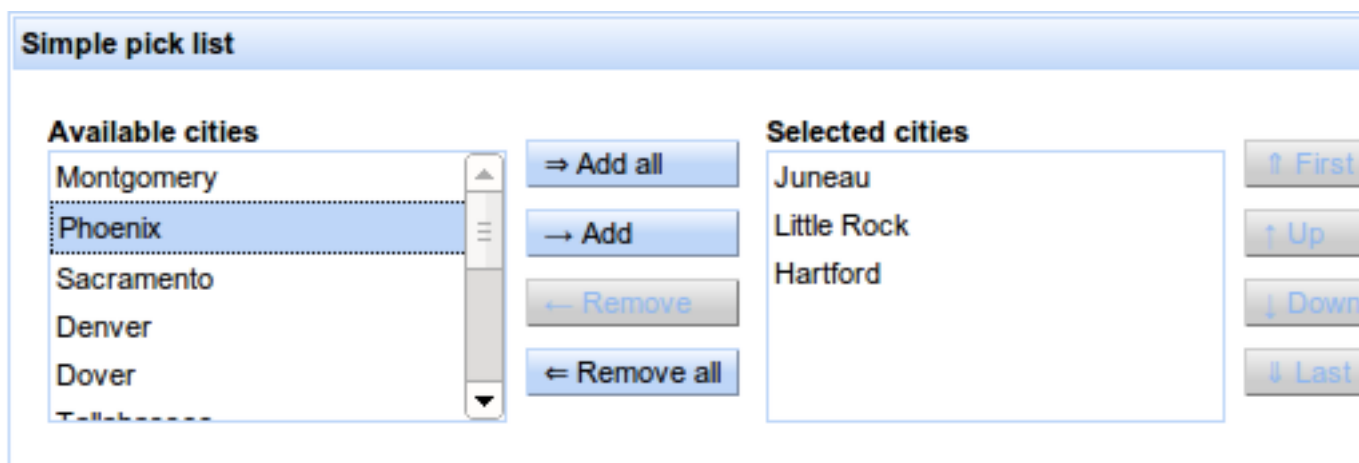 Simple pick list
Available cities
Montgomery
Phoenix
Sacramento
Denver
Dover
⇒ Add all
→ Add
← Remove
⇐ Remove all
Selected cities
Juneau
Little Rock
Hartford
⇑ First
↑ Up
↓ Down
⇓ Last